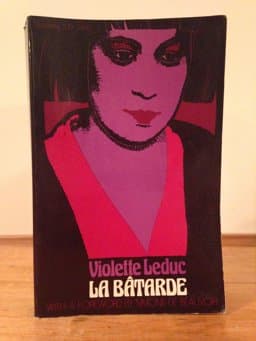 Violette Leduc
LA BÂTARDE
WITH A FOREWORD BY SIMONE DE BEAUVOIR